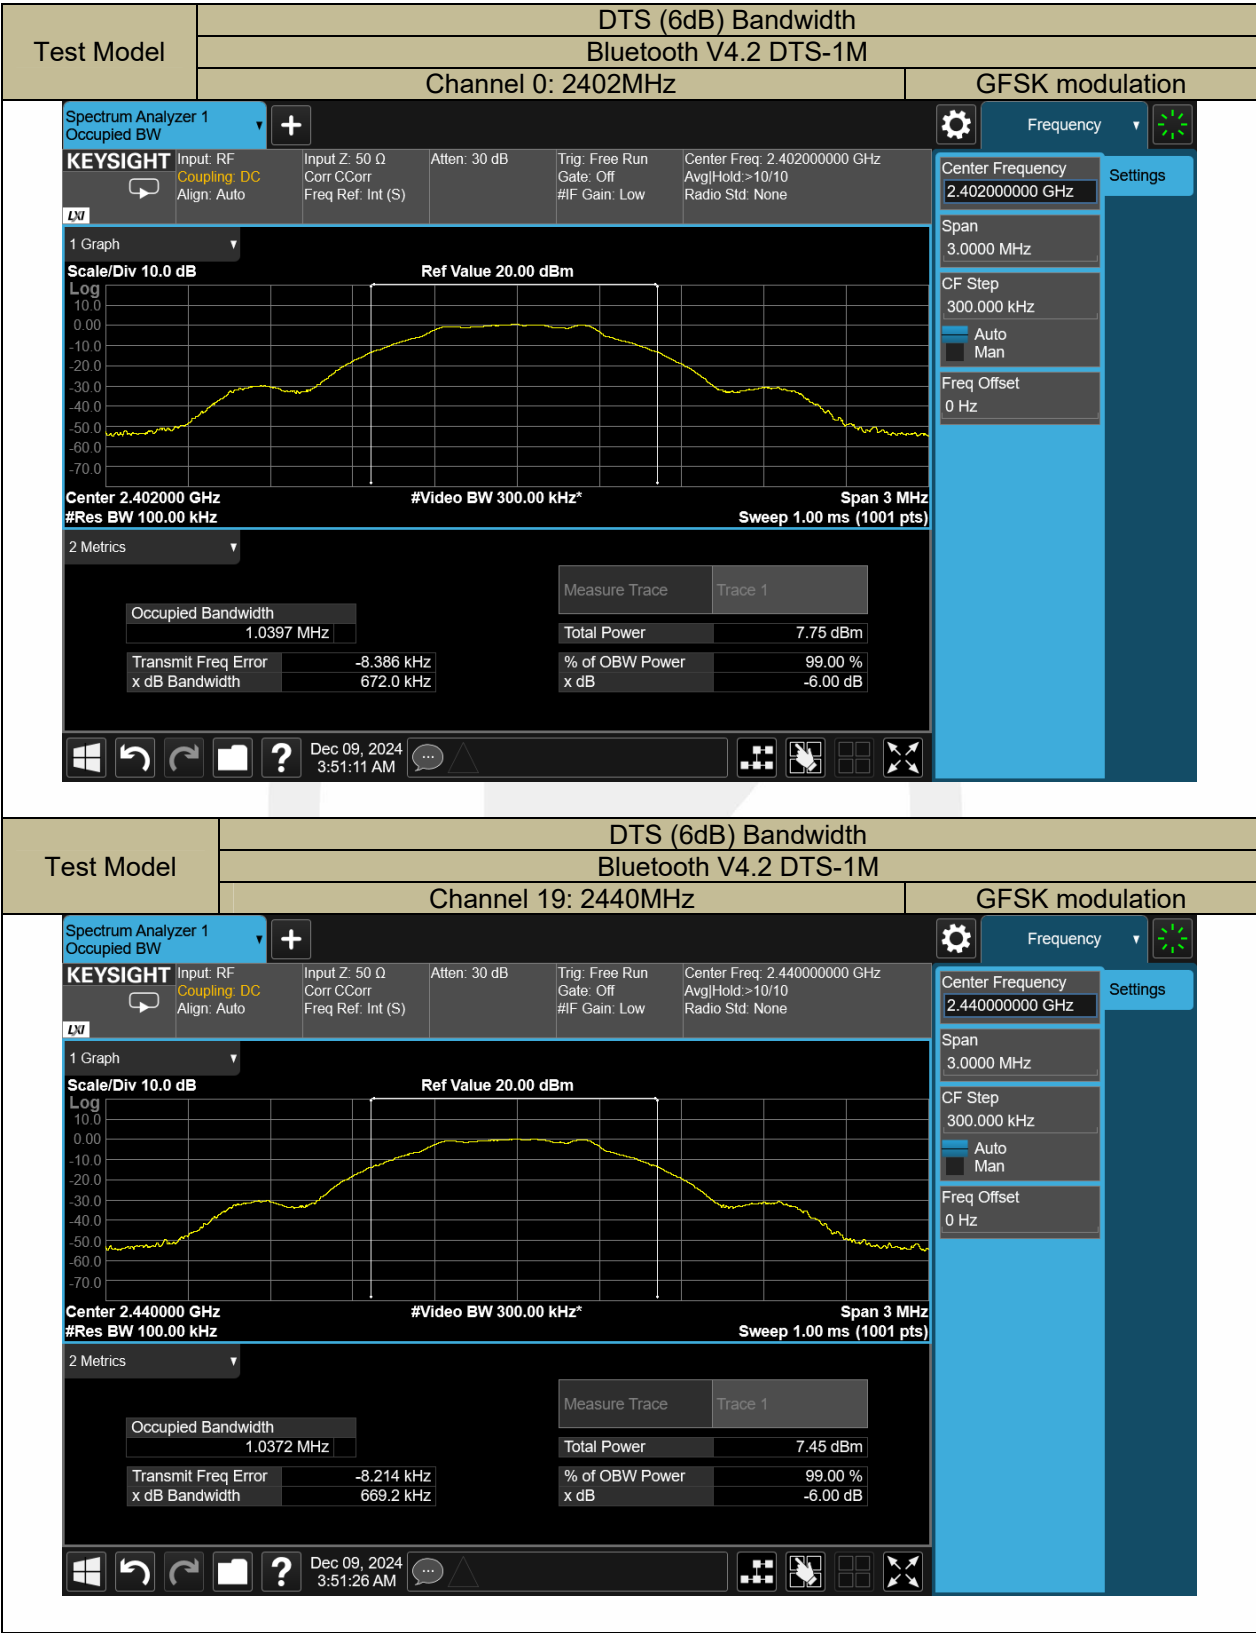 Test Model
DTS (6dB) Bandwidth
Bluetooth V4.2 DTS-1M
Channel 0: 2402MHz
GFSK modulation
Spectrum Analyzer 1
Occupied BW
Frequency
KEYSIGHT
LXI
Input: RF
Coupling: DC
Align: Auto
Input Z: 50 Ω
Corr CCorr
Freq Ref: Int (S)
Atten: 30 dB
Trig: Free Run
Gate: Off
#IF Gain: Low
Center Freq: 2.402000000 GHz
Avg|Hold:>10/10
Radio Std: None
Center Frequency
2.402000000 GHz
Settings
Span
3.0000 MHz
CF Step
300.000 kHz
Auto
Man
Freq Offset
0 Hz
1 Graph
Scale/Div 10.0 dB
Ref Value 20.00 dBm
Log
10.0
0.00
-10.0
-20.0
-30.0
-40.0
-50.0
-60.0
-70.0
Center 2.402000 GHz
#Video BW 300.00 kHz*
Span 3 MHz
#Res BW 100.00 kHz
Sweep 1.00 ms (1001 pts)
2 Metrics
Measure Trace
Trace 1
Occupied Bandwidth
1.0397 MHz
Total Power
7.75 dBm
Transmit Freq Error
-8.386 kHz
% of OBW Power
99.00 %
x dB Bandwidth
672.0 kHz
x dB
-6.00 dB
?
Dec 09, 2024
3:51:11 AM
Test Model
DTS (6dB) Bandwidth
Bluetooth V4.2 DTS-1M
Channel 19: 2440MHz
GFSK modulation
Spectrum Analyzer 1
Occupied BW
Frequency
KEYSIGHT
LXI
Input: RF
Coupling: DC
Align: Auto
Input Z: 50 Ω
Corr CCorr
Freq Ref: Int (S)
Atten: 30 dB
Trig: Free Run
Gate: Off
#IF Gain: Low
Center Freq: 2.440000000 GHz
Avg|Hold:>10/10
Radio Std: None
Center Frequency
2.440000000 GHz
Settings
Span
3.0000 MHz
CF Step
300.000 kHz
Auto
Man
Freq Offset
0 Hz
1 Graph
Scale/Div 10.0 dB
Ref Value 20.00 dBm
Log
10.0
0.00
-10.0
-20.0
-30.0
-40.0
-50.0
-60.0
-70.0
Center 2.440000 GHz
#Video BW 300.00 kHz*
Span 3 MHz
#Res BW 100.00 kHz
Sweep 1.00 ms (1001 pts)
2 Metrics
Measure Trace
Trace 1
Occupied Bandwidth
1.0372 MHz
Total Power
7.45 dBm
Transmit Freq Error
-8.214 kHz
% of OBW Power
99.00 %
x dB Bandwidth
669.2 kHz
x dB
-6.00 dB
?
Dec 09, 2024
3:51:26 AM